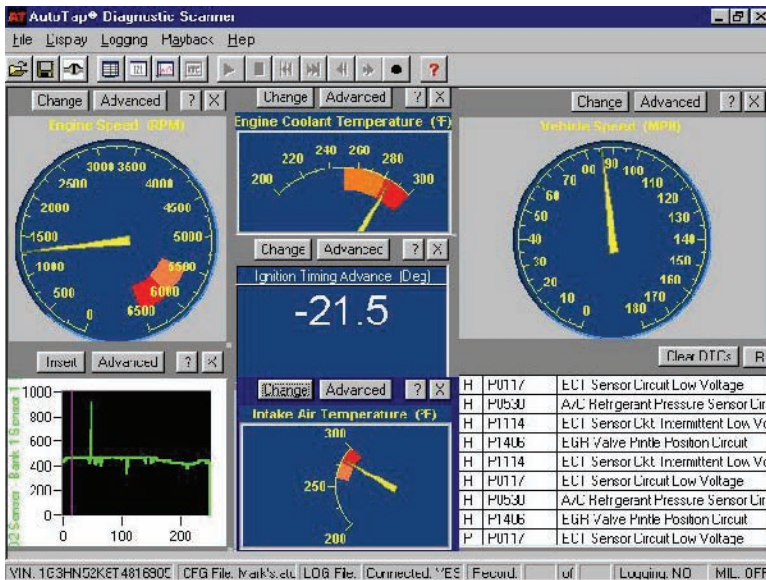 AT AutoTap® Diagnostic Scanner
File Display Logging Playback Help
Change Advanced ? X
Engine Speed (RPM)
0 500 1000 1500 2000 2500 3000 3500 4000 4500 5000 5500 6000 6500
Change Advanced ? X
Engine Coolant Temperature (°F)
200 220 240 260 280 300
Change Advanced ? X
Vehicle Speed (MPH)
0 10 20 30 40 50 60 70 80 90 100 110 120 130 140 150 160 170 180
Change Advanced ? X
Ignition Timing Advance (Deg)
-21.5
Insert Advanced ? X
O2 Sensor - Bank 1 Sensor 1
1000
800
600
400
200
0
0 100 200
Change Advanced ? X
Intake Air Temperature (°F)
300
250
200
Clear DTCs R
H P0117 ECT Sensor Circuit Low Voltage
H P0530 A/C Refrigerant Pressure Sensor Cir
H P1114 ECT Sensor Ckt. Intermittent Low Vo
H P1406 EGR Valve Pintle Position Circuit
H P1114 ECT Sensor Ckt. Intermittent Low Vo
H P0117 ECT Sensor Circuit Low Voltage
H P0530 A/C Refrigerant Pressure Sensor Cir
H P1406 EGR Valve Pintle Position Circuit
P P0117 ECT Sensor Circuit Low Voltage
VIN: CFG File: Mark's.atc LOG File: Connected: YES Record: of Logging: NO MIL: OFF